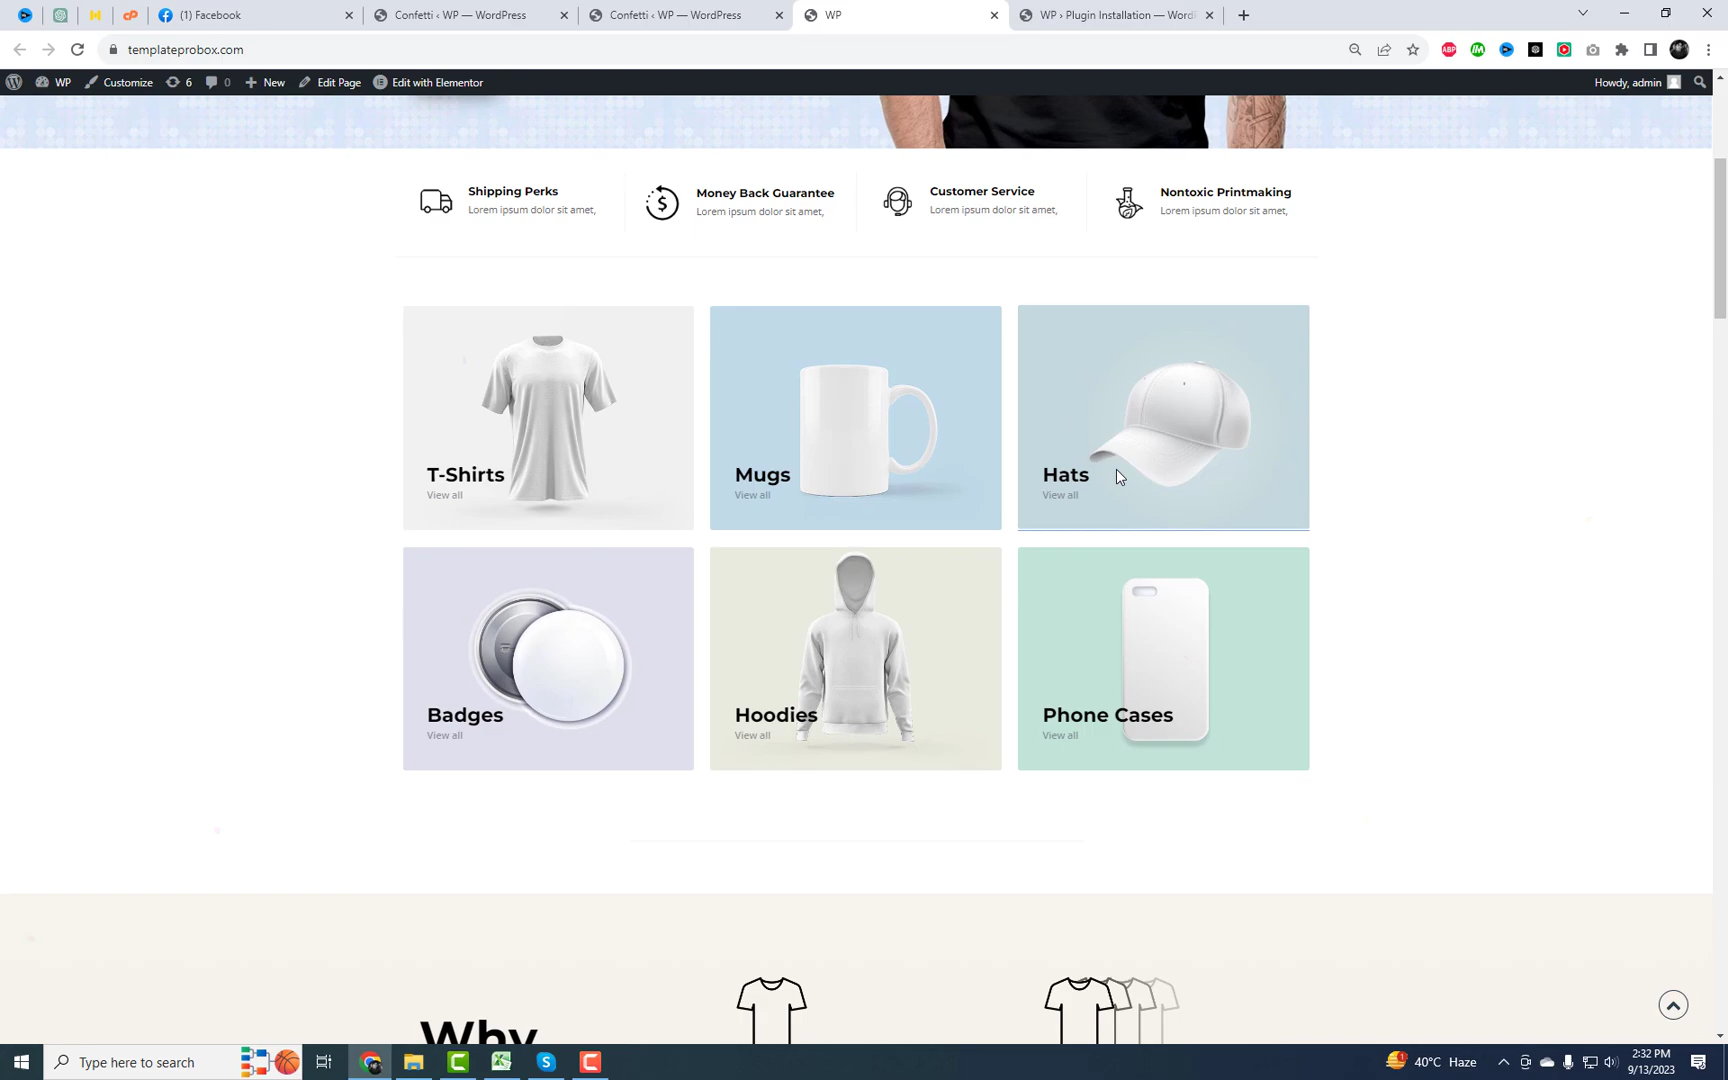 (1) Facebook
Confetti ‹ WP — WordPress
Confetti ‹ WP — WordPress
WP
WP › Plugin Installation — Word
templateprobox.com
WP
Customize
6
0
New
Edit Page
Edit with Elementor
Howdy, admin
Shipping Perks
Lorem ipsum dolor sit amet,
Money Back Guarantee
Lorem ipsum dolor sit amet,
Customer Service
Lorem ipsum dolor sit amet,
Nontoxic Printmaking
Lorem ipsum dolor sit amet,
T-Shirts
View all
Mugs
View all
Hats
View all
Badges
View all
Hoodies
View all
Phone Cases
View all
Why
Type here to search
40°C Haze
2:32 PM
9/13/2023